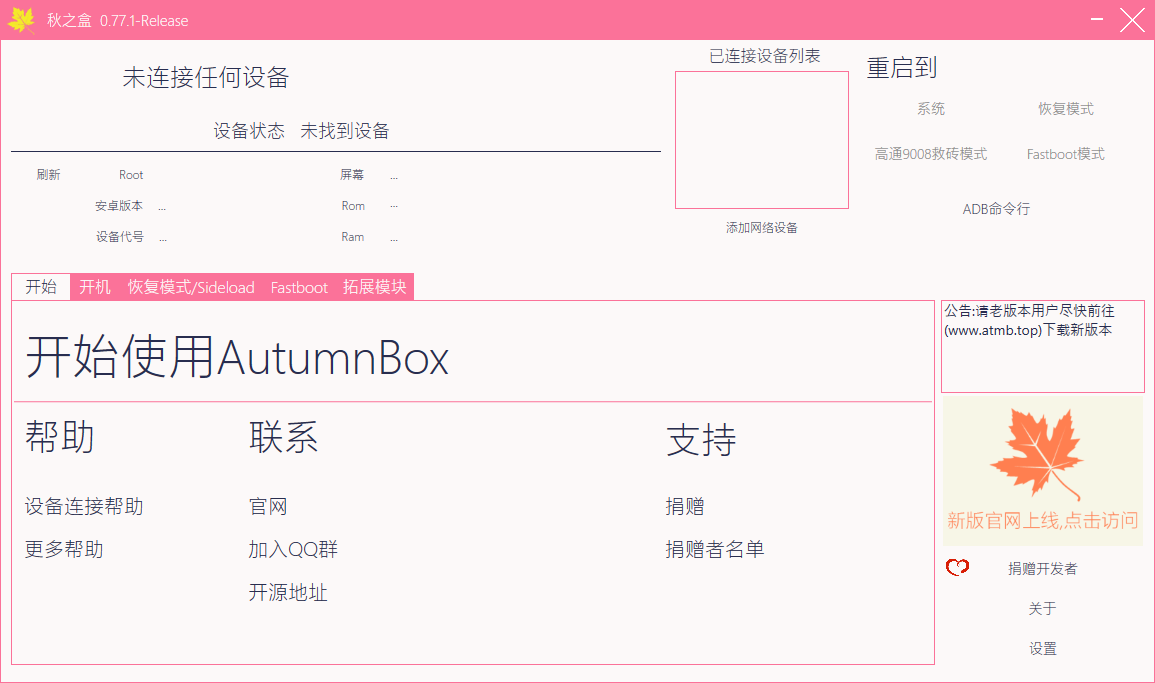 秋之盒 0.77.1-Release
未连接任何设备
设备状态 未找到设备
刷新 Root 屏幕 ...
安卓版本 ... Rom ...
设备代号 ... Ram ...
已连接设备列表
添加网络设备
重启到
系统 恢复模式
高通9008救砖模式 Fastboot模式
ADB命令行
开始 开机 恢复模式/Sideload Fastboot 拓展模块
开始使用AutumnBox
帮助 联系 支持
设备连接帮助 官网 捐赠
更多帮助 加入QQ群 捐赠者名单
开源地址
公告:请老版本用户尽快前往
(www.atmb.top)下载新版本
新版官网上线,点击访问
捐赠开发者
关于
设置